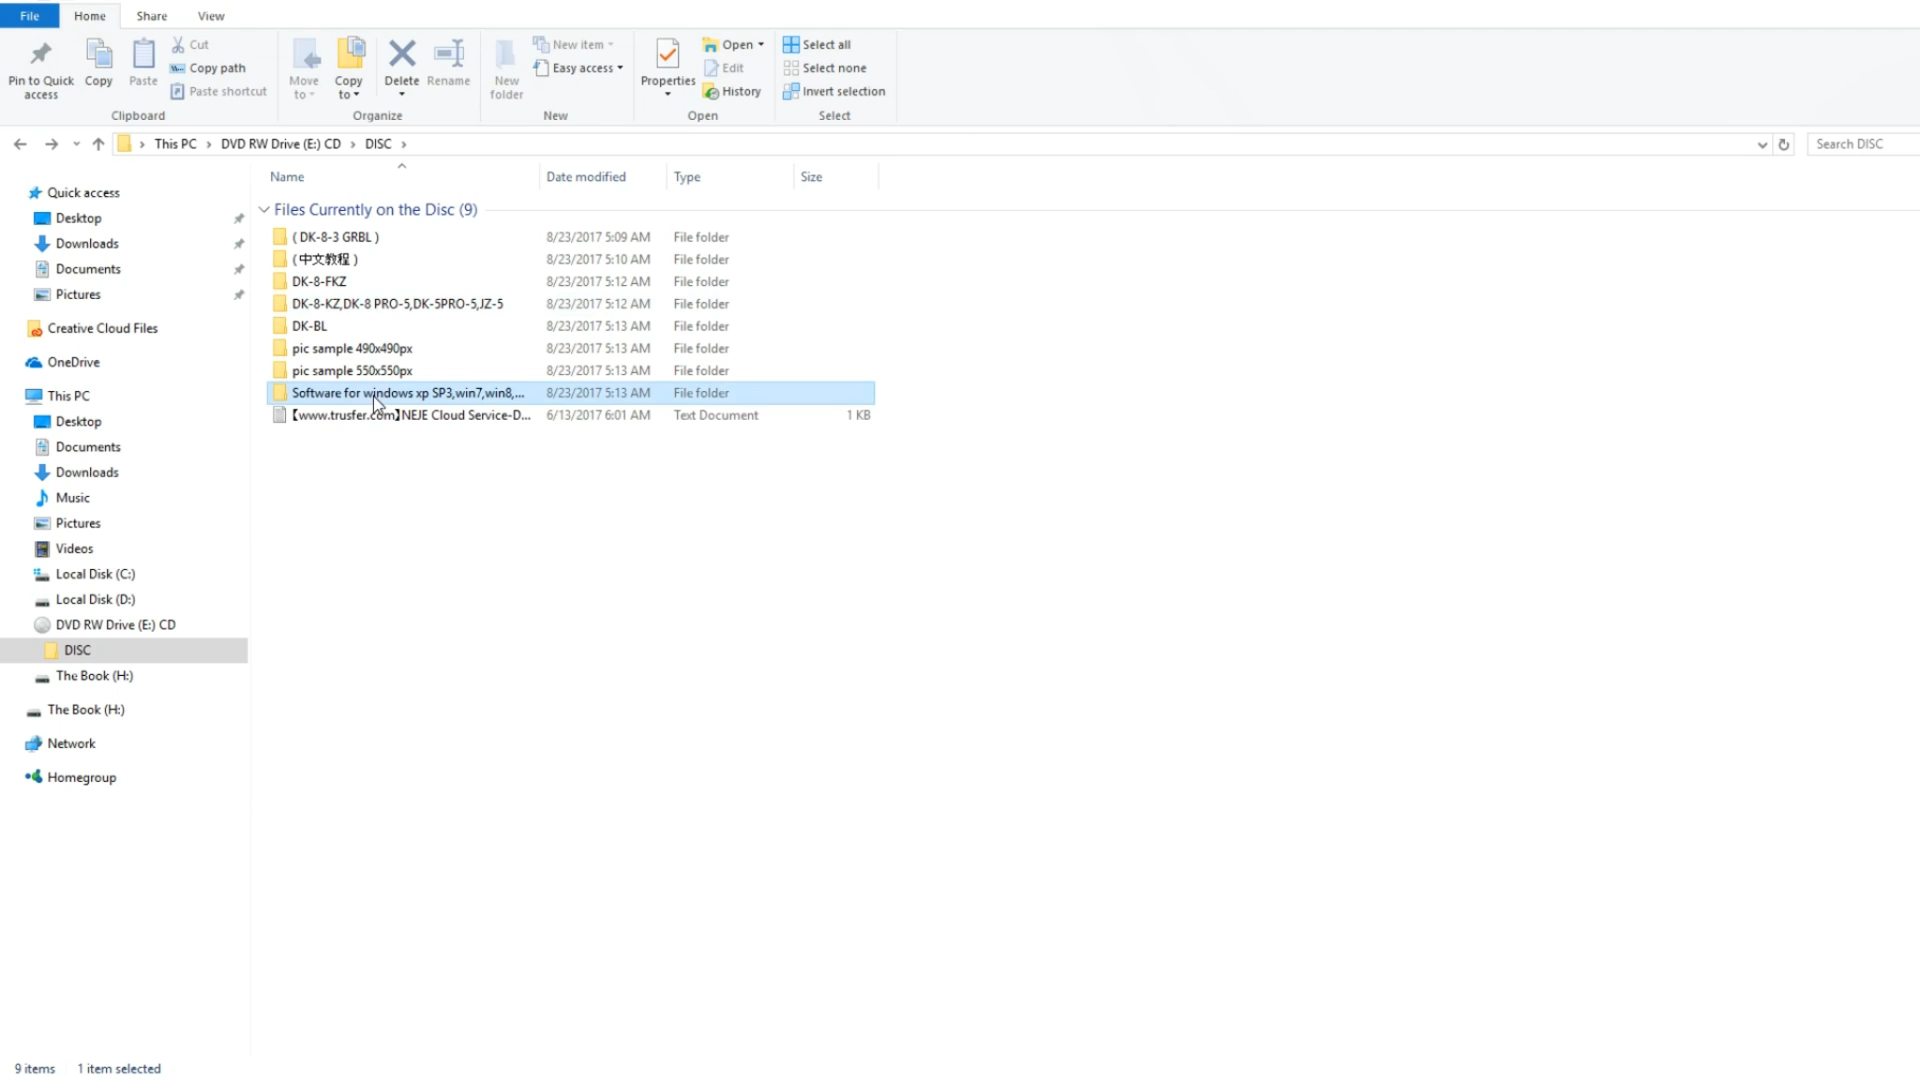 File Home Share View
Cut
Copy path
Paste shortcut
Pin to Quick access
Copy
Paste
Clipboard
Move to
Copy to
Delete
Rename
Organize
New folder
New item
Easy access
New
Properties
Open
Edit
History
Open
Select all
Select none
Invert selection
Select
This PC DVD RW Drive (E:) CD DISC
Search DISC
Quick access
Desktop
Downloads
Documents
Pictures
Creative Cloud Files
OneDrive
This PC
Desktop
Documents
Downloads
Music
Pictures
Videos
Local Disk (C:)
Local Disk (D:)
DVD RW Drive (E:) CD
DISC
The Book (H:)
The Book (H:)
Network
Homegroup
Name Date modified Type Size
Files Currently on the Disc (9)
( DK-8-3 GRBL ) 8/23/2017 5:09 AM File folder
( 中文教程 ) 8/23/2017 5:10 AM File folder
DK-8-FKZ 8/23/2017 5:12 AM File folder
DK-8-KZ,DK-8 PRO-5,DK-5PRO-5,JZ-5 8/23/2017 5:12 AM File folder
DK-BL 8/23/2017 5:13 AM File folder
pic sample 490x490px 8/23/2017 5:13 AM File folder
pic sample 550x550px 8/23/2017 5:13 AM File folder
Software for windows xp SP3,win7,win8,... 8/23/2017 5:13 AM File folder
【www.trusfer.com】NEJE Cloud Service-D... 6/13/2017 6:01 AM Text Document 1 KB
9 items 1 item selected